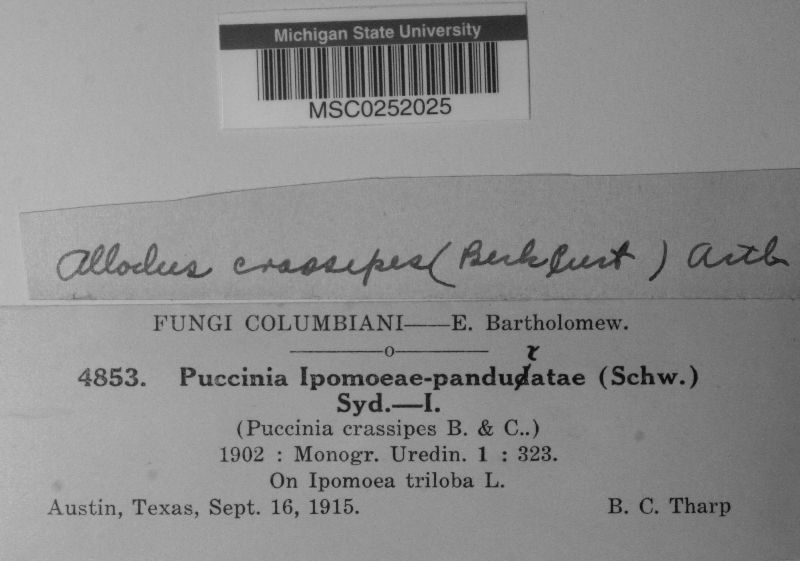 Michigan State University
MSC0252025
Allodus crassipes (Berk & Curt) Arth
FUNGI COLUMBIANI——E. Bartholomew.
o
r
4853. Puccinia Ipomoeae-pandudatae (Schw.)
Syd.—I.
(Puccinia crassipes B. & C..)
1902 : Monogr. Uredin. 1 : 323.
On Ipomoea triloba L.
Austin, Texas, Sept. 16, 1915. B. C. Tharp